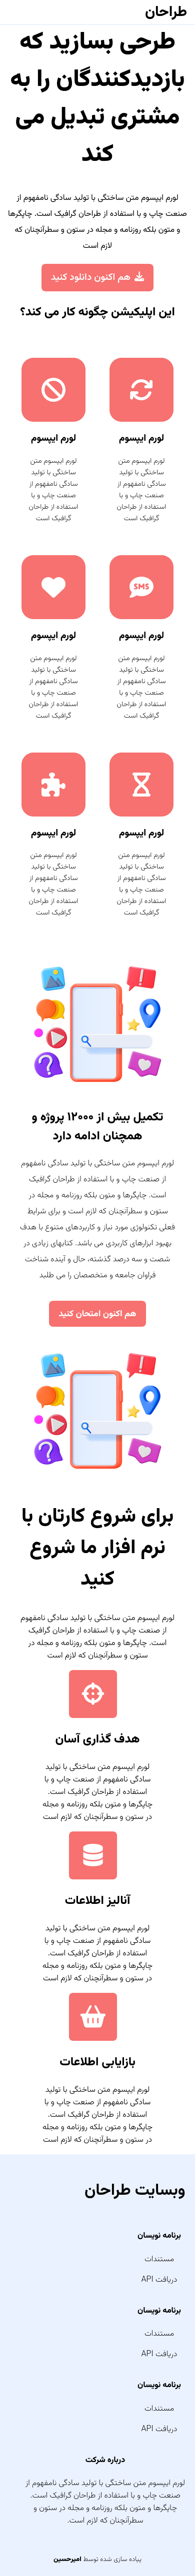 طراحان
طرحی بسازید که
بازدیدکنندگان را به
مشتری تبدیل می
کند
لورم ایپسوم متن ساختگی با تولید سادگی نامفهوم از
صنعت چاپ و با استفاده از طراحان گرافیک است. چاپگرها
و متون بلکه روزنامه و مجله در ستون و سطرآنچنان که
لازم است
هم اکنون دانلود کنید
این اپلیکیشن چگونه کار می کند؟
لورم ایپسوم
لورم ایپسوم متن
ساختگی با تولید
سادگی نامفهوم از
صنعت چاپ و با
استفاده از طراحان
گرافیک است
لورم ایپسوم
لورم ایپسوم متن
ساختگی با تولید
سادگی نامفهوم از
صنعت چاپ و با
استفاده از طراحان
گرافیک است
SMS
لورم ایپسوم
لورم ایپسوم متن
ساختگی با تولید
سادگی نامفهوم از
صنعت چاپ و با
استفاده از طراحان
گرافیک است
لورم ایپسوم
لورم ایپسوم متن
ساختگی با تولید
سادگی نامفهوم از
صنعت چاپ و با
استفاده از طراحان
گرافیک است
لورم ایپسوم
لورم ایپسوم متن
ساختگی با تولید
سادگی نامفهوم از
صنعت چاپ و با
استفاده از طراحان
گرافیک است
لورم ایپسوم
لورم ایپسوم متن
ساختگی با تولید
سادگی نامفهوم از
صنعت چاپ و با
استفاده از طراحان
گرافیک است
تکمیل بیش از ۱۲۰۰۰ پروژه و
همچنان ادامه دارد
لورم ایپسوم متن ساختگی با تولید سادگی نامفهوم
از صنعت چاپ و با استفاده از طراحان گرافیک
است. چاپگرها و متون بلکه روزنامه و مجله در
ستون و سطرآنچنان که لازم است و برای شرایط
فعلی تکنولوژی مورد نیاز و کاربردهای متنوع با هدف
بهبود ابزارهای کاربردی می باشد. کتابهای زیادی در
شصت و سه درصد گذشته، حال و آینده شناخت
فراوان جامعه و متخصصان را می طلبد
هم اکنون امتحان کنید
برای شروع کارتان با
نرم افزار ما شروع
کنید
لورم ایپسوم متن ساختگی با تولید سادگی نامفهوم
از صنعت چاپ و با استفاده از طراحان گرافیک
است. چاپگرها و متون بلکه روزنامه و مجله در
ستون و سطرآنچنان که لازم است
هدف گذاری آسان
لورم ایپسوم متن ساختگی با تولید
سادگی نامفهوم از صنعت چاپ و با
استفاده از طراحان گرافیک است.
چاپگرها و متون بلکه روزنامه و مجله
در ستون و سطرآنچنان که لازم است
آنالیز اطلاعات
لورم ایپسوم متن ساختگی با تولید
سادگی نامفهوم از صنعت چاپ و با
استفاده از طراحان گرافیک است.
چاپگرها و متون بلکه روزنامه و مجله
در ستون و سطرآنچنان که لازم است
بازاریابی اطلاعات
لورم ایپسوم متن ساختگی با تولید
سادگی نامفهوم از صنعت چاپ و با
استفاده از طراحان گرافیک است.
چاپگرها و متون بلکه روزنامه و مجله
در ستون و سطرآنچنان که لازم است
وبسایت طراحان
برنامه نویسان
مستندات
دریافت API
برنامه نویسان
مستندات
دریافت API
برنامه نویسان
مستندات
دریافت API
درباره شرکت
لورم ایپسوم متن ساختگی با تولید سادگی نامفهوم از
صنعت چاپ و با استفاده از طراحان گرافیک است.
چاپگرها و متون بلکه روزنامه و مجله در ستون و
سطرآنچنان که لازم است.
پیاده سازی شده توسط امیرحسین